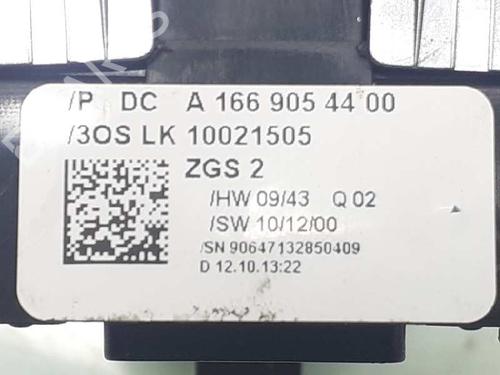 /P DC A 166 905 44 00
/3OS LK 10021505
ZGS 2
/HW 09/43 Q 02
/SW 10/12/00
/SN 90647132850409
D 12.10.13:22